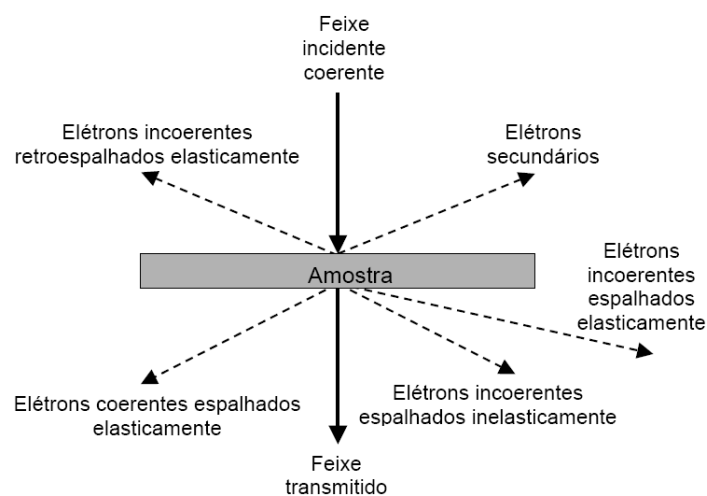 Feixe
incidente
coerente
Elétrons incoerentes
retroespalhados elasticamente
Elétrons
secundários
Amostra
Elétrons
incoerentes
espalhados
elasticamente
Elétrons coerentes espalhados
elasticamente
Elétrons incoerentes
espalhados inelasticamente
Feixe
transmitido